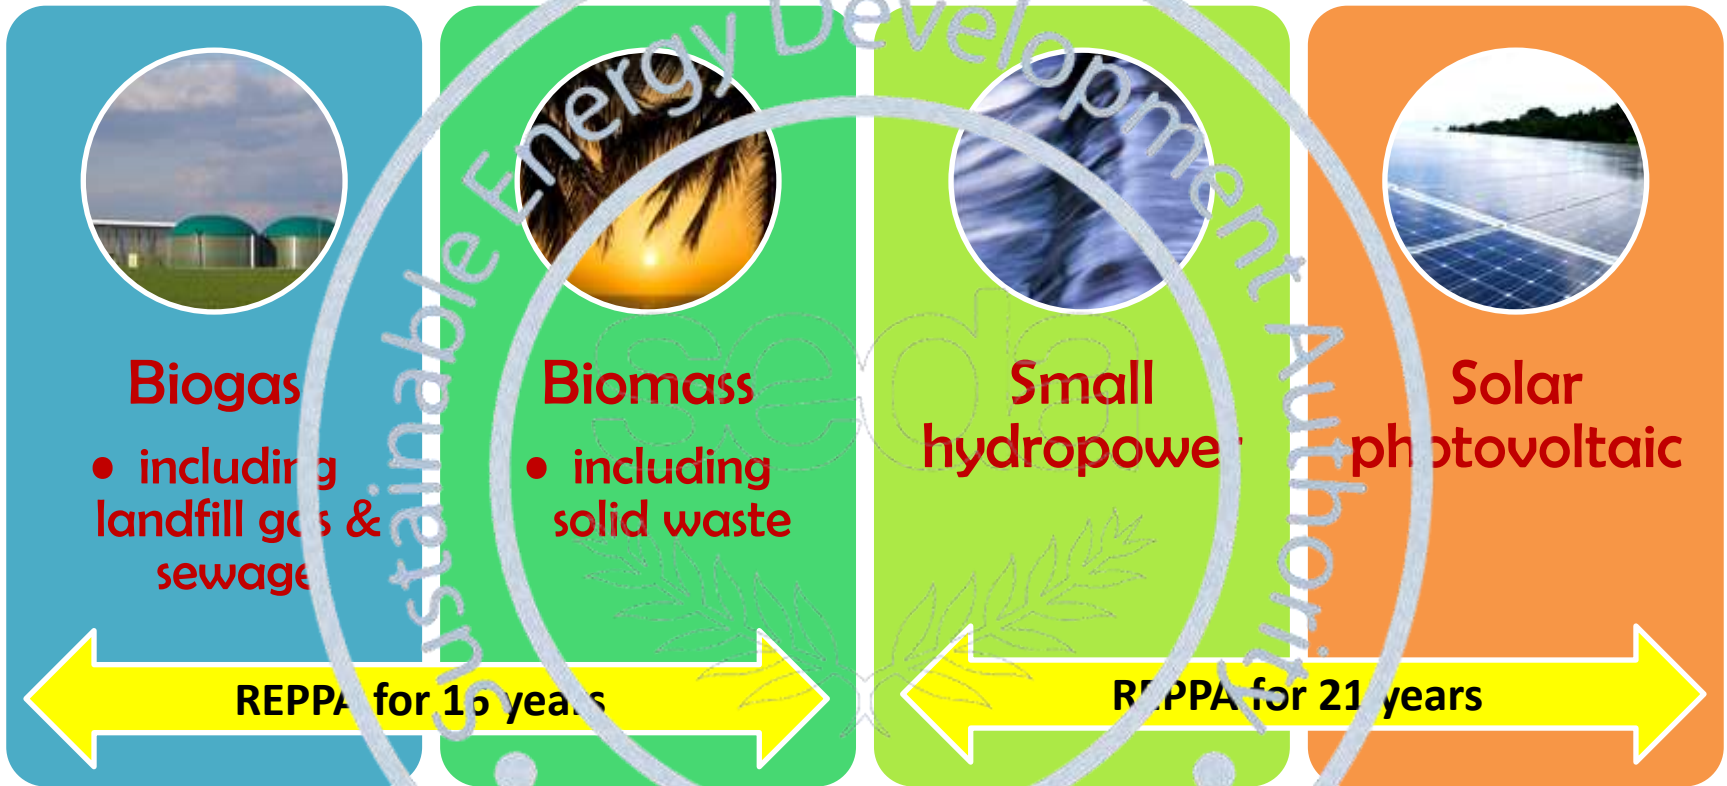 Sustainable Energy Development Authority
seda
Biogas
• including
landfill gas &
sewage
Biomass
• including
solid waste
Small
hydropower
Solar
photovoltaic
REPPA for 16 years
REPPA for 21 years